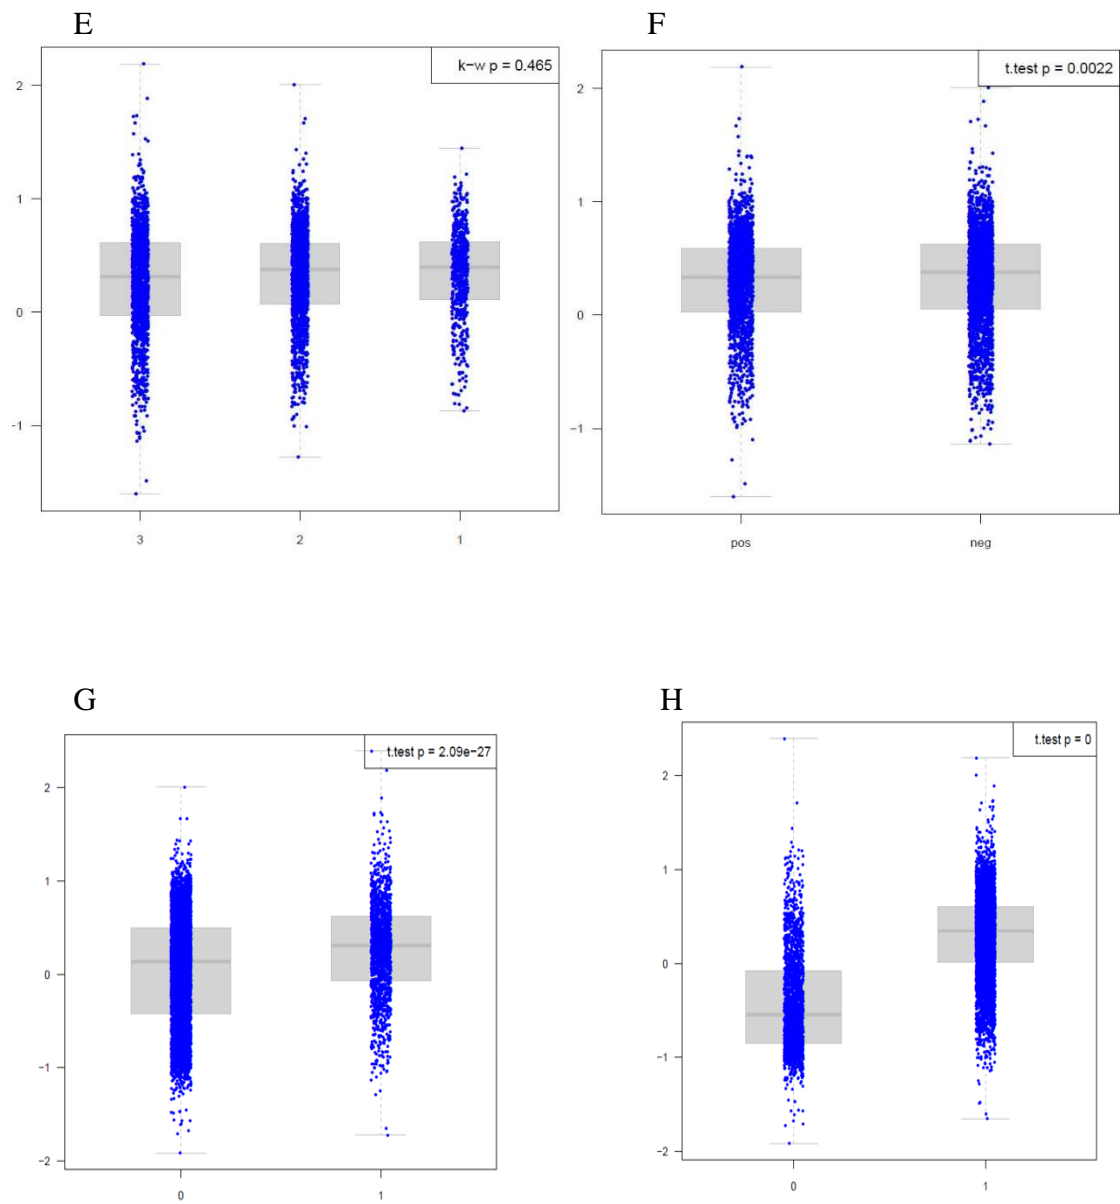 E
k-w p = 0.465
2
1
0
-1
3 2 1
F
t.test p = 0.0022
2
1
0
-1
pos neg
G
t.test p = 2.09e-27
2
1
0
-1
-2
0 1
H
t.test p = 0
2
1
0
-1
-2
0 1